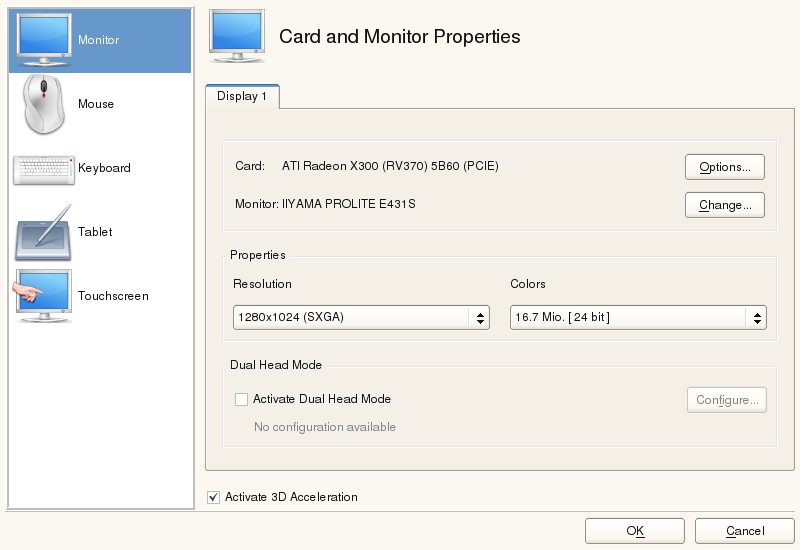 Monitor
Mouse
Keyboard
Tablet
Touchscreen
Card and Monitor Properties
Display 1
Card: ATI Radeon X300 (RV370) 5B60 (PCIE) Options...
Monitor: IIYAMA PROLITE E431S Change...
Properties
Resolution Colors
1280x1024 (SXGA) 16.7 Mio. [ 24 bit ]
Dual Head Mode
Activate Dual Head Mode Configure...
No configuration available
Activate 3D Acceleration
OK Cancel